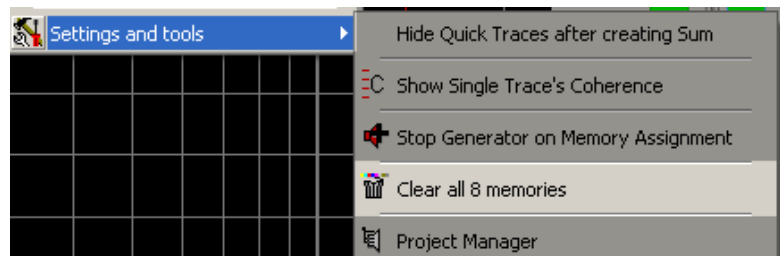 Settings and tools
Hide Quick Traces after creating Sum
C Show Single Trace's Coherence
Stop Generator on Memory Assignment
Clear all 8 memories
Project Manager